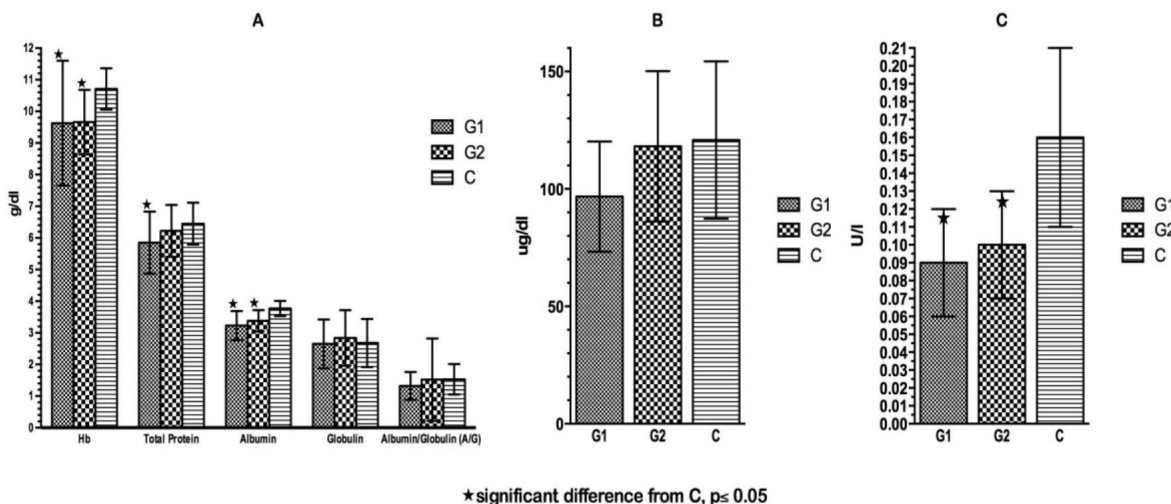 A
12
11
10
9
8
7
6
5
4
3
2
1
0
g/dl
★
★
★
★
★
G1
G2
C
Hb
Total Protein
Albumin
Globulin
Albumin/Globulin (A/G)
B
150
100
50
0
ug/dl
G1
G2
C
G1
G2
C
C
0.21
0.20
0.19
0.18
0.17
0.16
0.15
0.14
0.13
0.12
0.11
0.10
0.09
0.08
0.07
0.06
0.05
0.04
0.03
0.02
0.01
0.00
U/l
★
★
G1
G2
C
G1
G2
C
★significant difference from C, p≤ 0.05